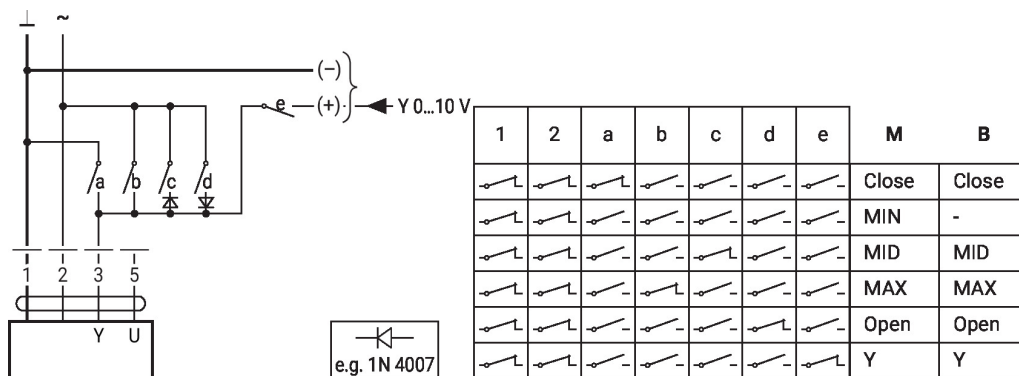 ⊥ ~
(–)
e (+) Y 0...10 V
a b c d
1 2 3 5
Y U
e.g. 1N 4007
1 2 a b c d e M B
Close Close
MIN -
MID MID
MAX MAX
Open Open
Y Y